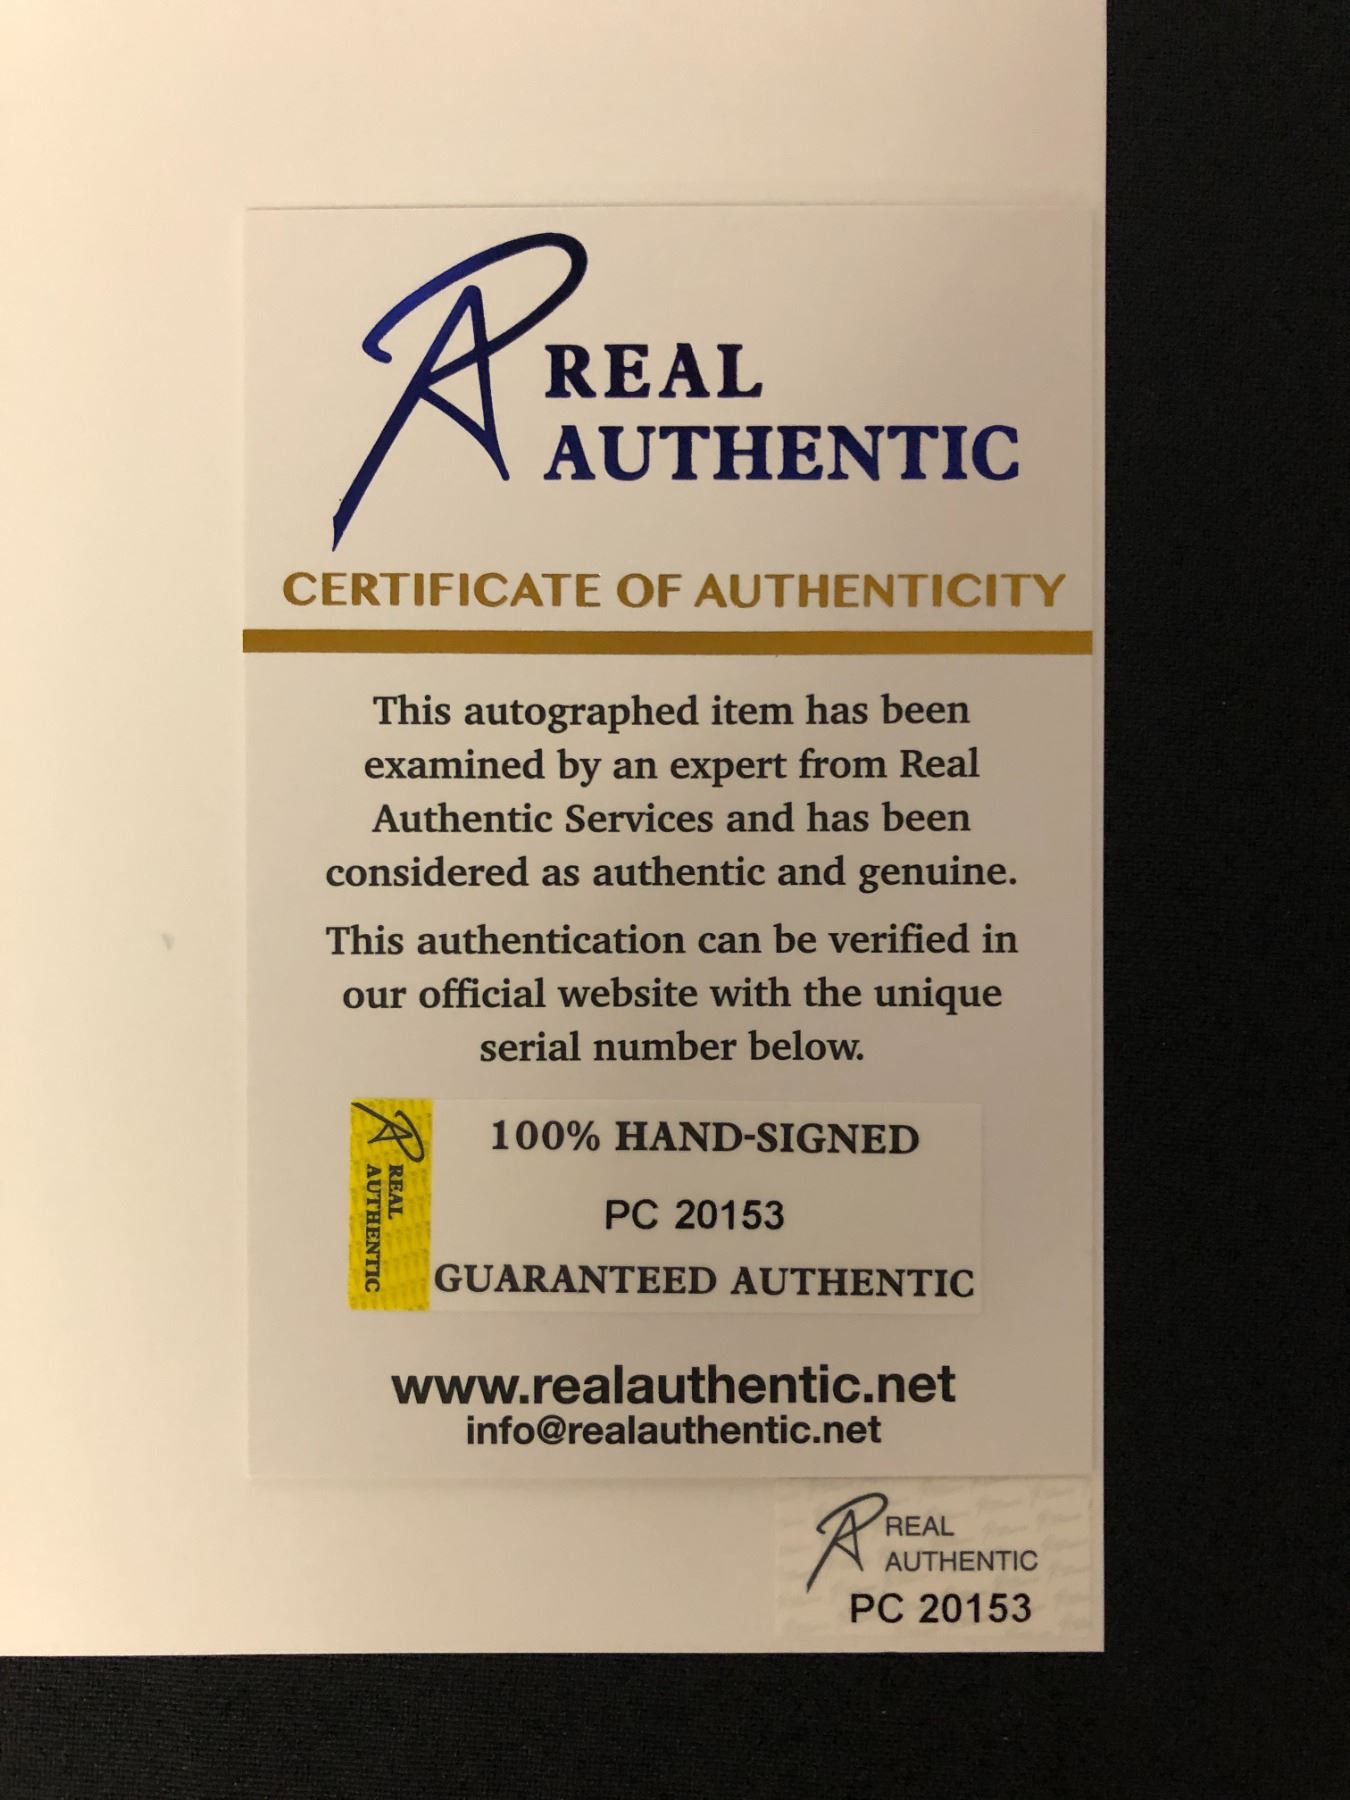 REAL
AUTHENTIC
CERTIFICATE OF AUTHENTICITY
This autographed item has been
examined by an expert from Real
Authentic Services and has been
considered as authentic and genuine.
This authentication can be verified in
our official website with the unique
serial number below.
REAL
AUTHENTIC
100% HAND-SIGNED
PC 20153
GUARANTEED AUTHENTIC
www.realauthentic.net
info@realauthentic.net
REAL
AUTHENTIC
PC 20153